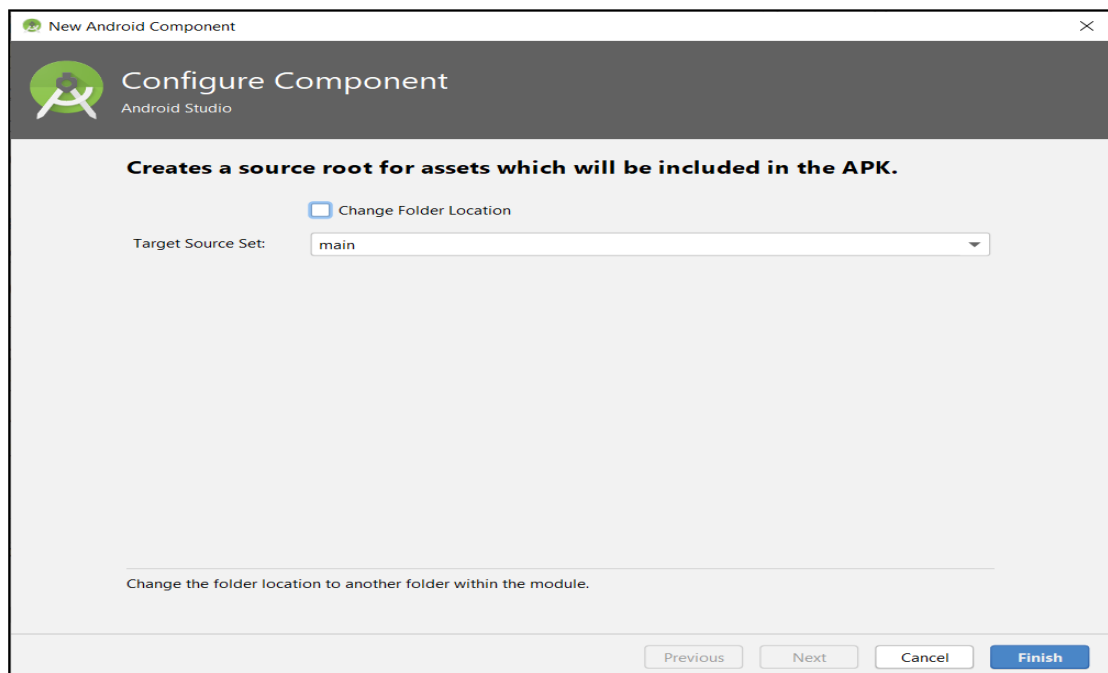 New Android Component
Configure Component
Android Studio
Creates a source root for assets which will be included in the APK.
Change Folder Location
Target Source Set: main
Change the folder location to another folder within the module.
Previous Next Cancel Finish